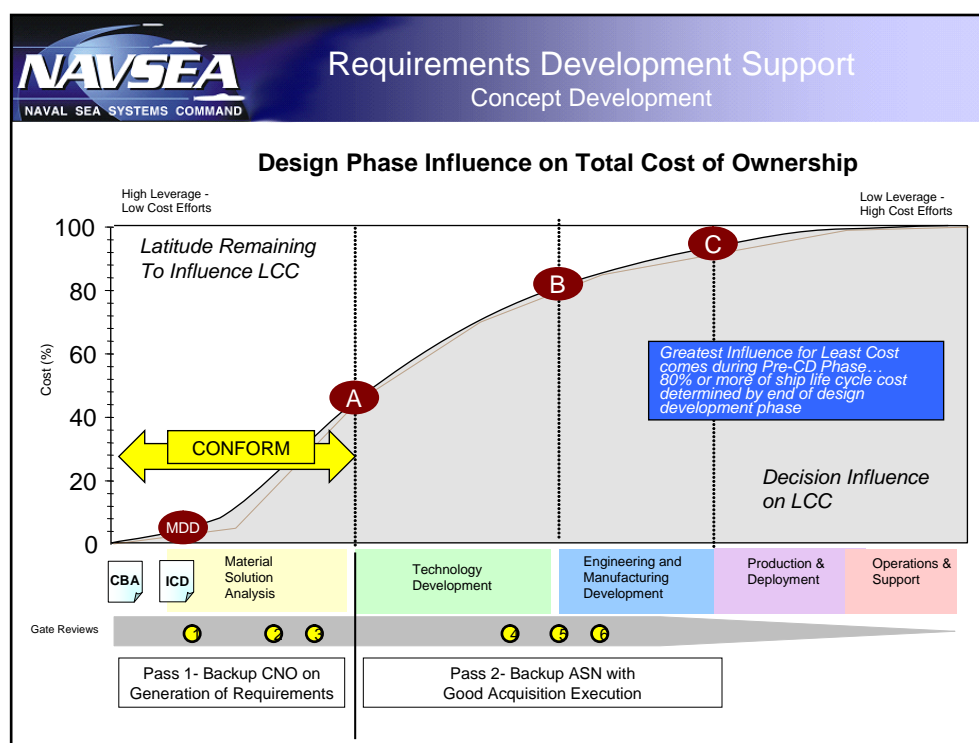 NAVSEA
NAVAL SEA SYSTEMS COMMAND
Requirements Development Support
Concept Development
Design Phase Influence on Total Cost of Ownership
High Leverage -
Low Cost Efforts
Low Leverage -
High Cost Efforts
Cost (%)
100
80
60
40
20
0
Latitude Remaining
To Influence LCC
A
B
C
MDD
CONFORM
Greatest Influence for Least Cost
comes during Pre-CD Phase…
80% or more of ship life cycle cost
determined by end of design
development phase
Decision Influence
on LCC
CBA
ICD
Material
Solution
Analysis
Technology
Development
Engineering and
Manufacturing
Development
Production &
Deployment
Operations &
Support
Gate Reviews
1
2
3
4
5
6
Pass 1- Backup CNO on
Generation of Requirements
Pass 2- Backup ASN with
Good Acquisition Execution